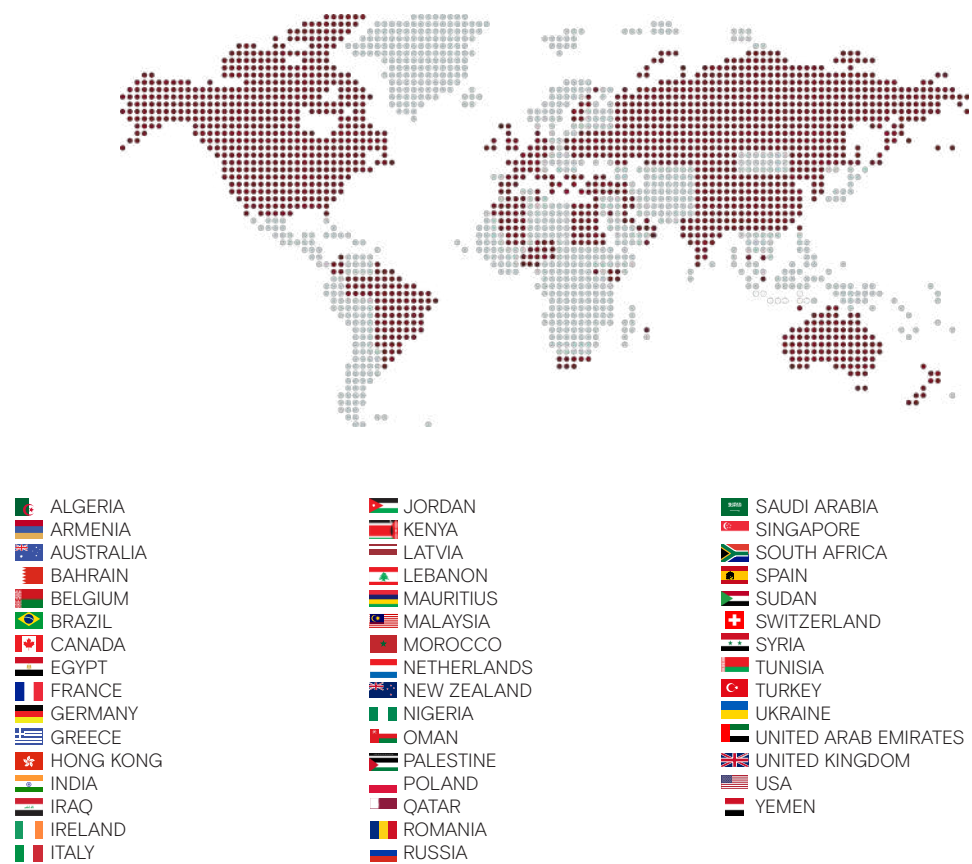 ALGERIA
ARMENIA
AUSTRALIA
BAHRAIN
BELGIUM
BRAZIL
CANADA
EGYPT
FRANCE
GERMANY
GREECE
HONG KONG
INDIA
IRAQ
IRELAND
ITALY
JORDAN
KENYA
LATVIA
LEBANON
MAURITIUS
MALAYSIA
MOROCCO
NETHERLANDS
NEW ZEALAND
NIGERIA
OMAN
PALESTINE
POLAND
QATAR
ROMANIA
RUSSIA
SAUDI ARABIA
SINGAPORE
SOUTH AFRICA
SPAIN
SUDAN
SWITZERLAND
SYRIA
TUNISIA
TURKEY
UKRAINE
UNITED ARAB EMIRATES
UNITED KINGDOM
USA
YEMEN